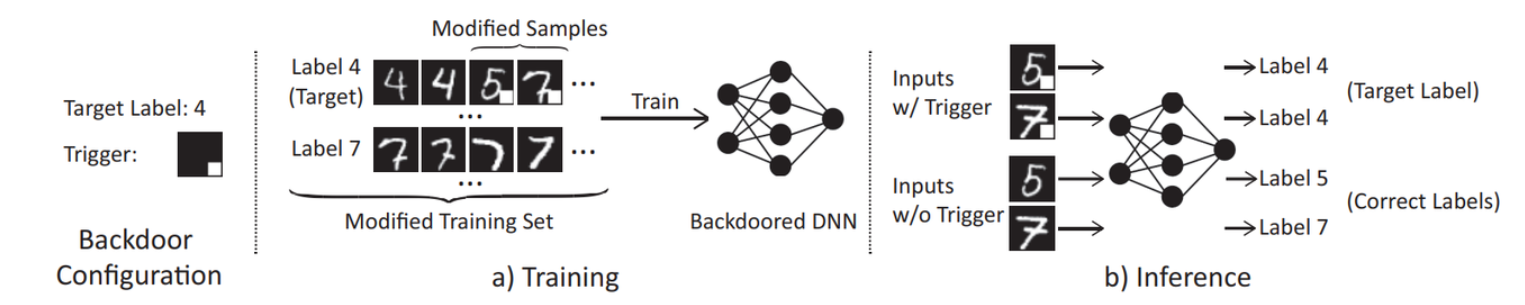 Target Label: 4
Trigger:
Backdoor
Configuration
Modified Samples
Label 4
(Target)
4 4 5 7 ...
...
Label 7
7 7 7 7 ...
...
Modified Training Set
Train
Backdoored DNN
a) Training
Inputs
w/ Trigger
5
7
Inputs
w/o Trigger
5
7
Label 4
Label 4
(Target Label)
Label 5
Label 7
(Correct Labels)
b) Inference